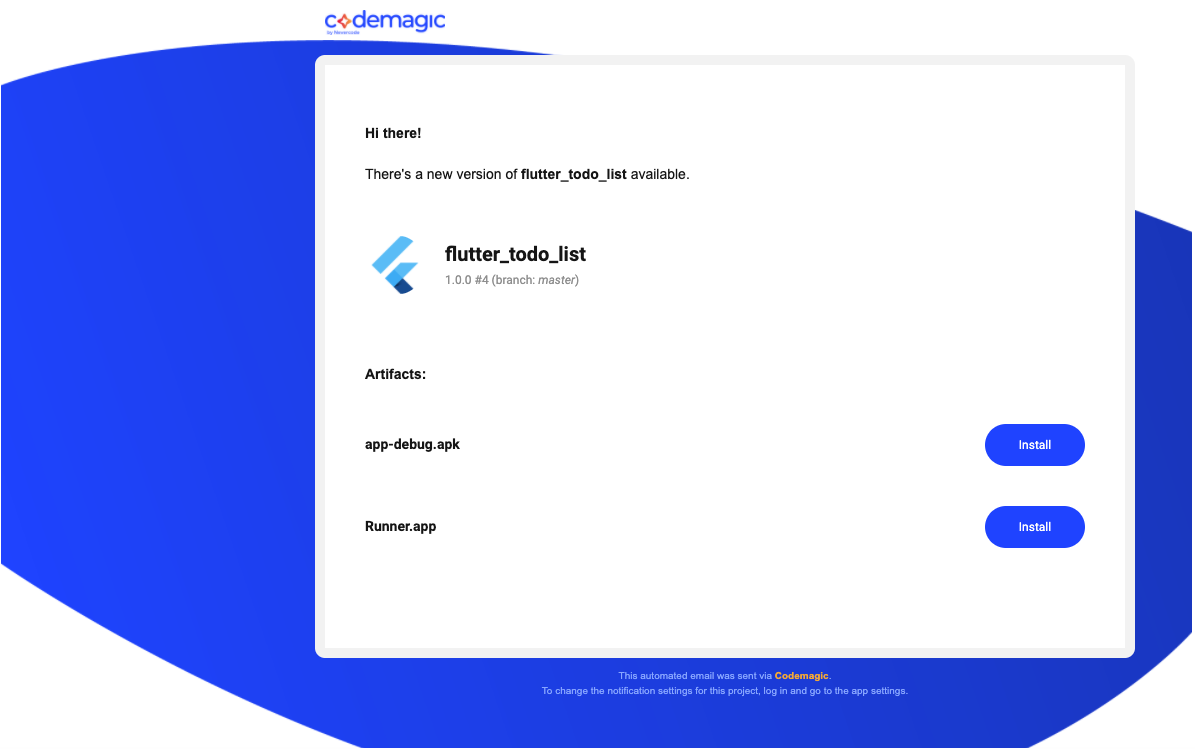 codemagic
by Nevercode
Hi there!
There's a new version of flutter_todo_list available.
flutter_todo_list
1.0.0 #4 (branch: master)
Artifacts:
app-debug.apk
Install
Runner.app
Install
This automated email was sent via Codemagic.
To change the notification settings for this project, log in and go to the app settings.